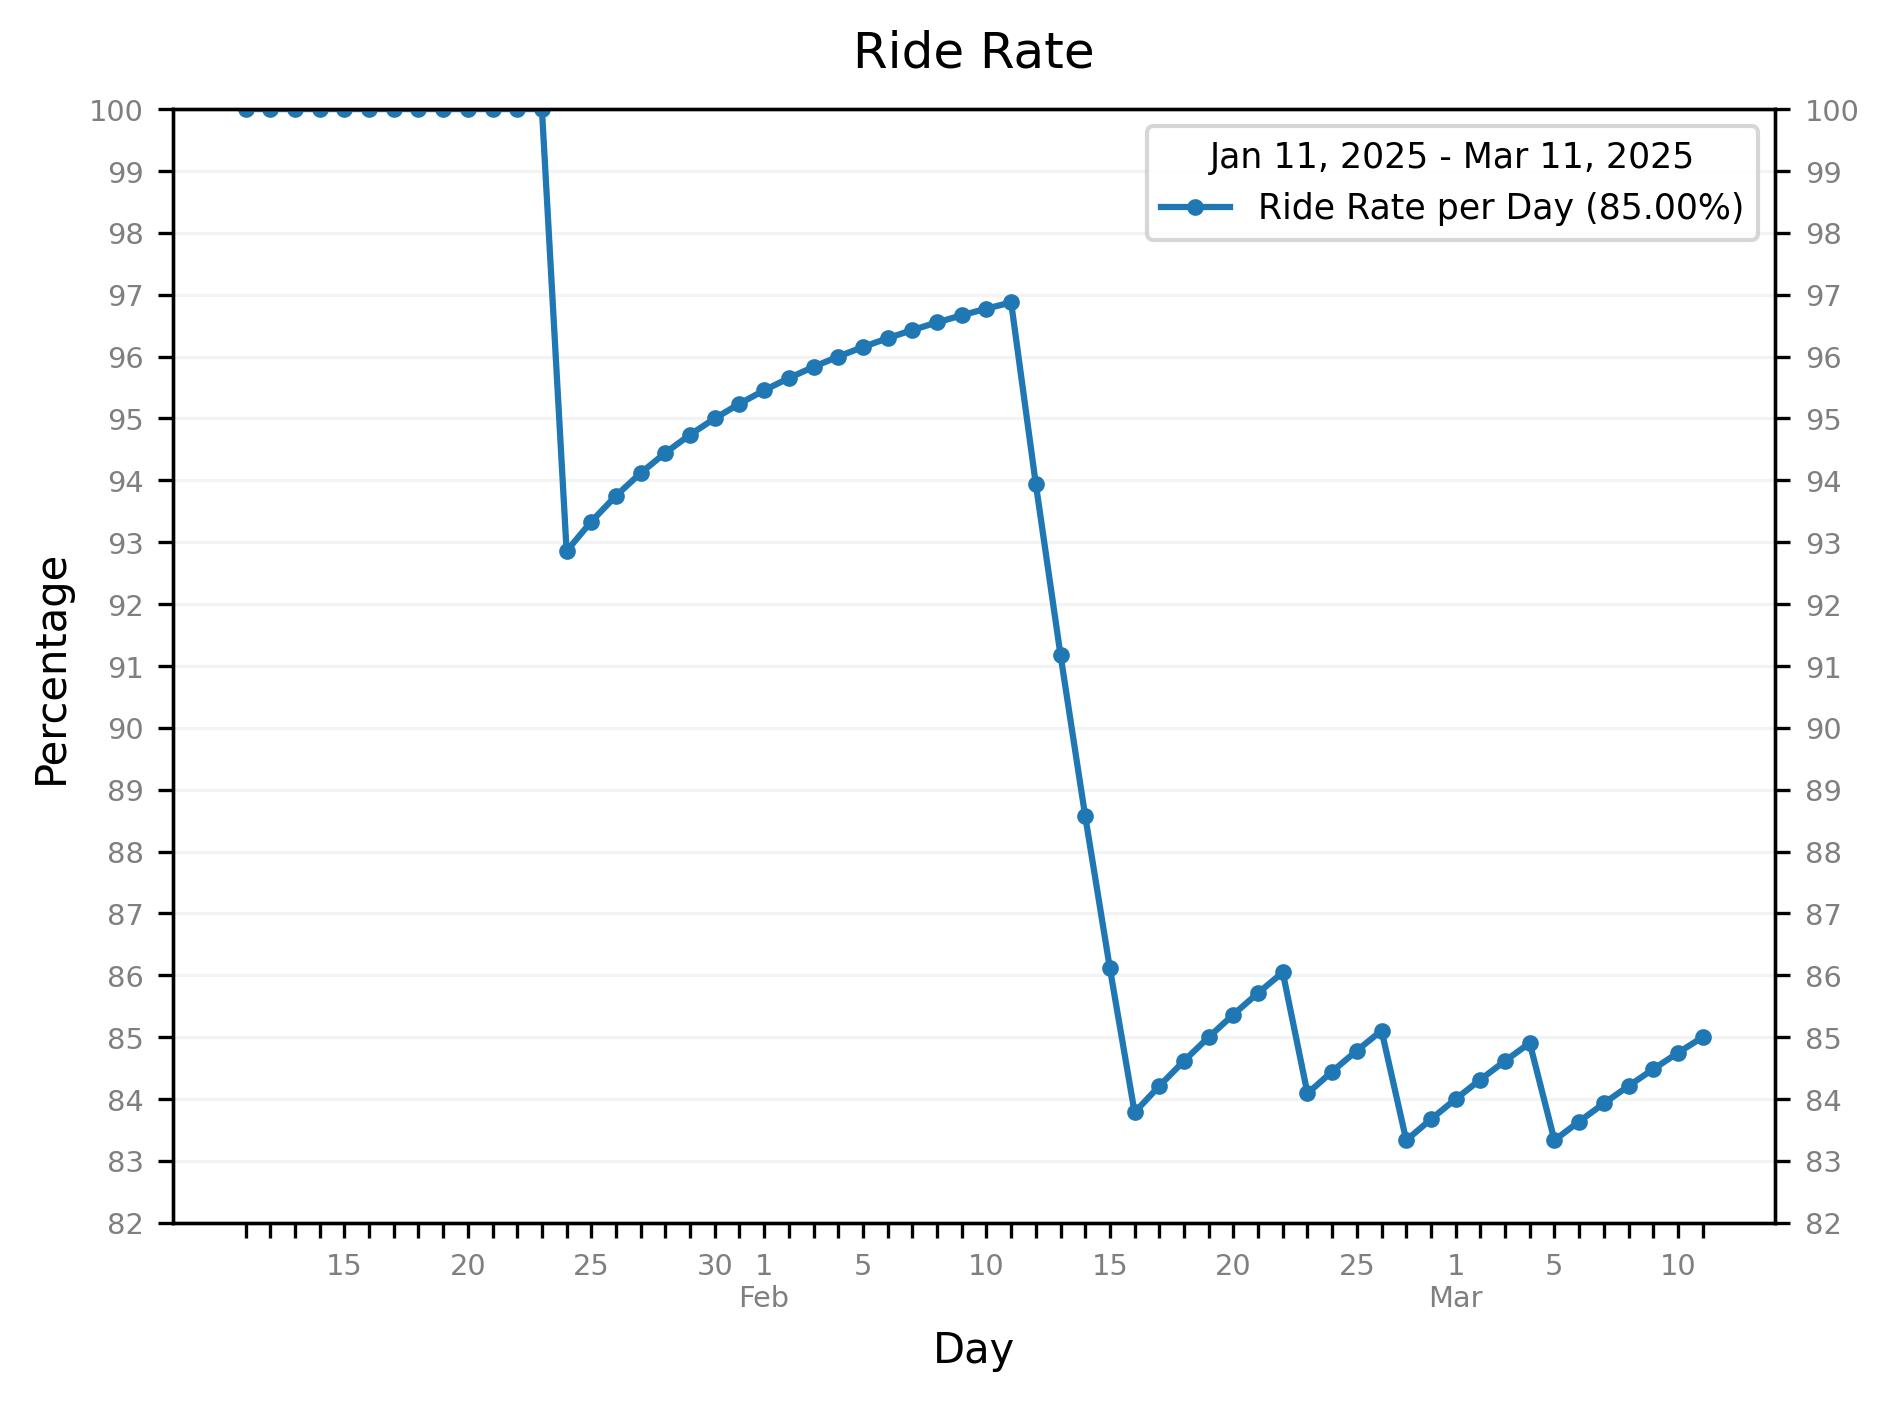 Ride Rate
Jan 11, 2025 - Mar 11, 2025
Ride Rate per Day (85.00%)
Percentage
100 100
99 99
98 98
97 97
96 96
95 95
94 94
93 93
92 92
91 91
90 90
89 89
88 88
87 87
86 86
85 85
84 84
83 83
82 82
15 20 25 30 1 5 10 15 20 25 1 5 10
Feb Mar
Day